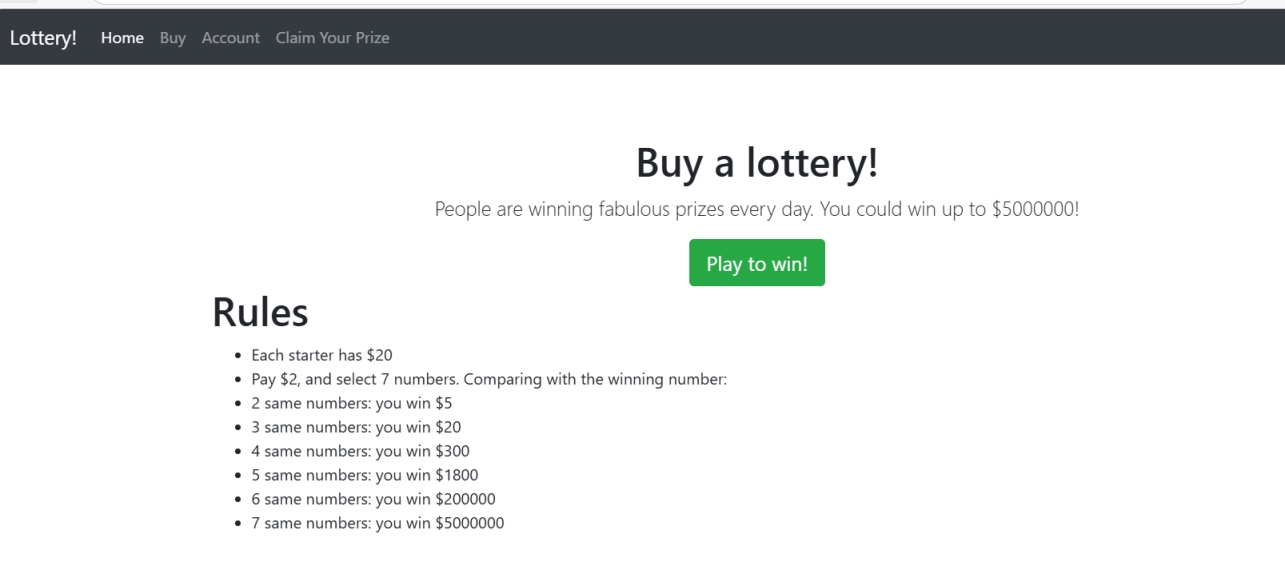 Lottery! Home Buy Account Claim Your Prize
Buy a lottery!
People are winning fabulous prizes every day. You could win up to $5000000!
Play to win!
Rules
Each starter has $20
Pay $2, and select 7 numbers. Comparing with the winning number:
2 same numbers: you win $5
3 same numbers: you win $20
4 same numbers: you win $300
5 same numbers: you win $1800
6 same numbers: you win $200000
7 same numbers: you win $5000000